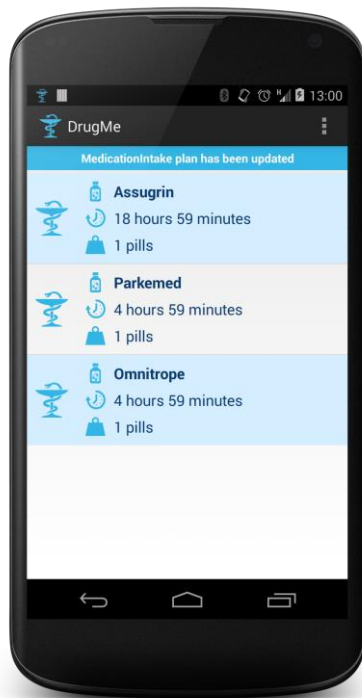 13:00
DrugMe
MedicationIntake plan has been updated
Assugrin
18 hours 59 minutes
1 pills
Parkemed
4 hours 59 minutes
1 pills
Omnitrope
4 hours 59 minutes
1 pills